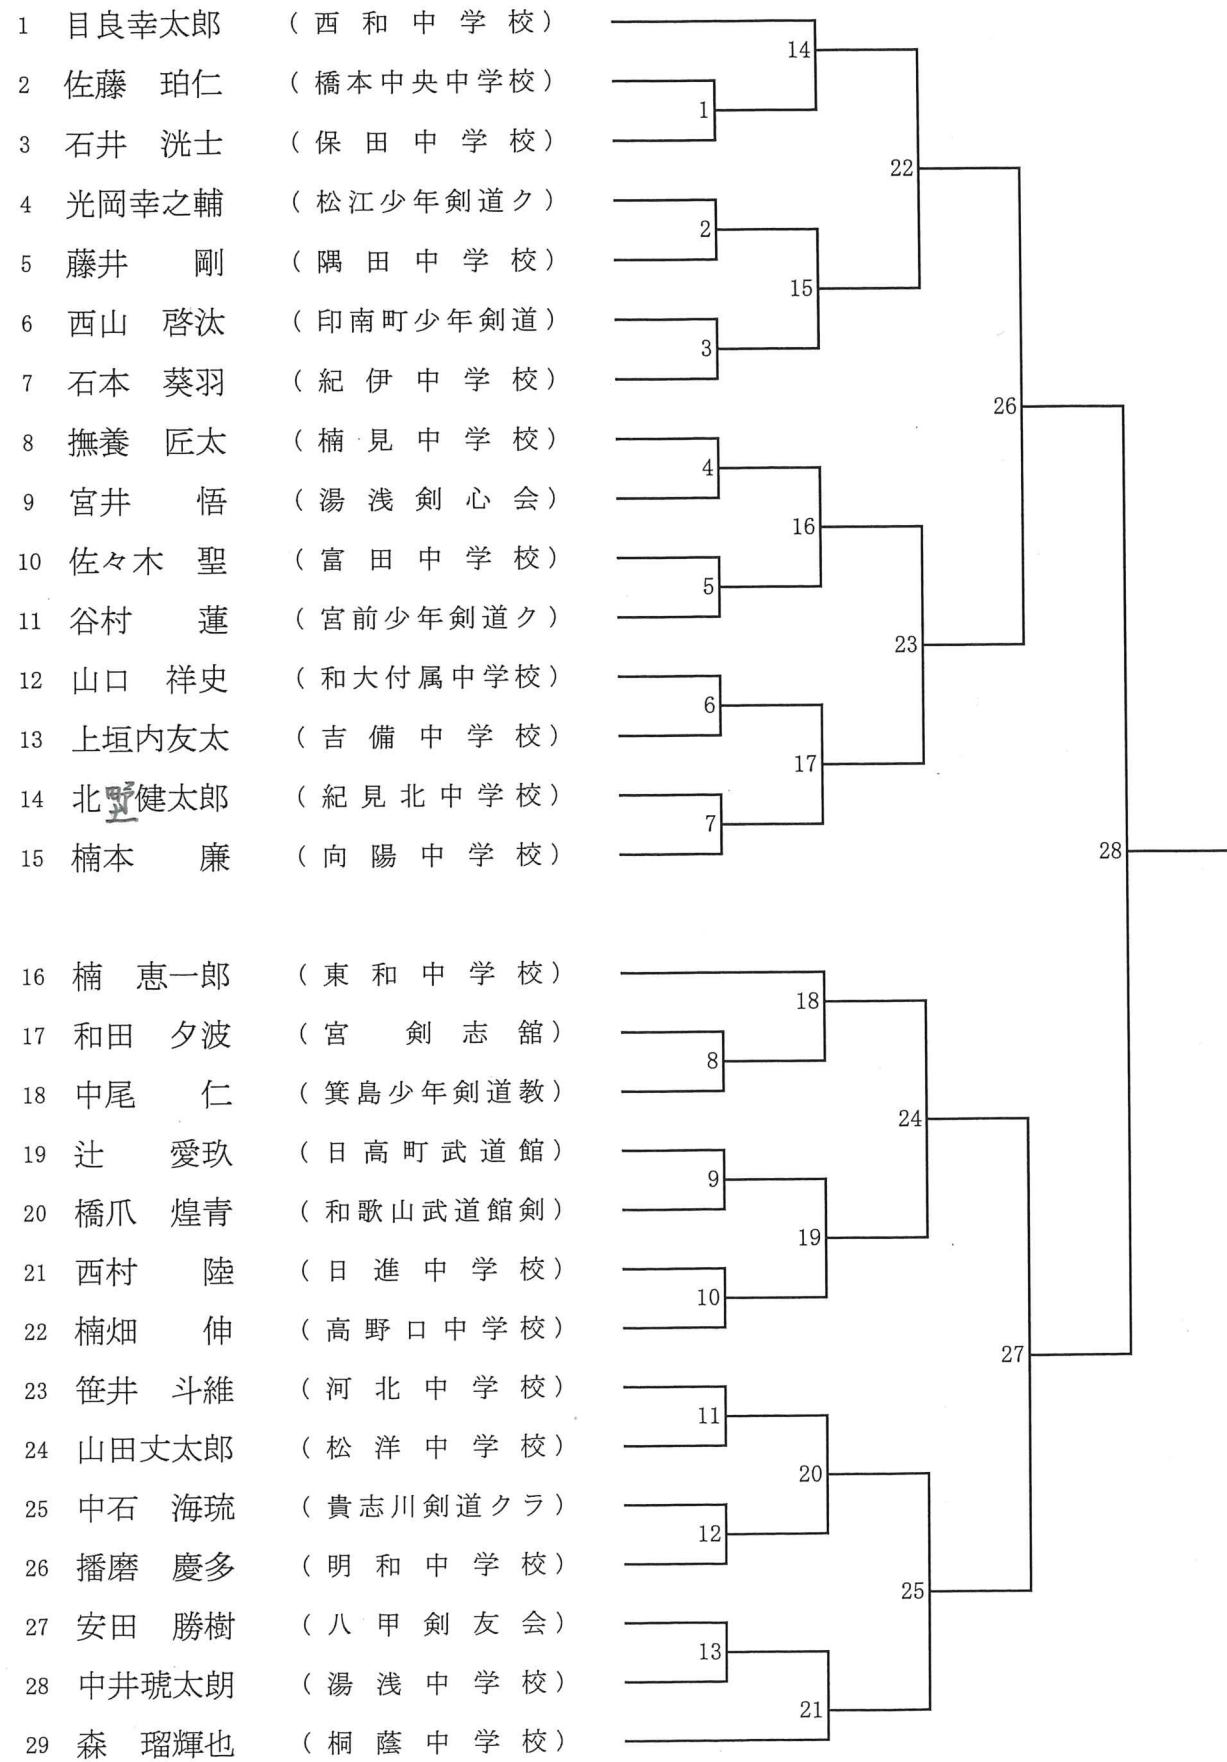 1 目良幸太郎 (西和中学校)
2 佐藤 珀仁 (橋本中央中学校)
3 石井 洸士 (保田中学校)
4 光岡幸之輔 (松江少年剣道ク)
5 藤井 剛 (隅田中学校)
6 西山 啓汰 (印南町少年剣道)
7 石本 葵羽 (紀伊中学校)
8 撫養 匠太 (楠見中学校)
9 宮井 悟 (湯浅剣心会)
10 佐々木 聖 (富田中学校)
11 谷村 蓮 (宮前少年剣道ク)
12 山口 祥史 (和大付属中学校)
13 上垣内友太 (吉備中学校)
14 北野健太郎 (紀見北中学校)
15 楠本 廉 (向陽中学校)
16 楠 恵一郎 (東和中学校)
17 和田 夕波 (宮 剣志舘)
18 中尾 仁 (箕島少年剣道教)
19 辻 愛玖 (日高町武道館)
20 橋爪 煌青 (和歌山武道館剣)
21 西村 陸 (日進中学校)
22 楠畑 伸 (高野口中学校)
23 笹井 斗維 (河北中学校)
24 山田丈太郎 (松洋中学校)
25 中石 海琉 (貴志川剣道クラ)
26 播磨 慶多 (明和中学校)
27 安田 勝樹 (八甲剣友会)
28 中井琥太朗 (湯浅中学校)
29 森 瑠輝也 (桐蔭中学校)
1
2
3
4
5
6
7
8
9
10
11
12
13
14
15
16
17
18
19
20
21
22
23
24
25
26
27
28